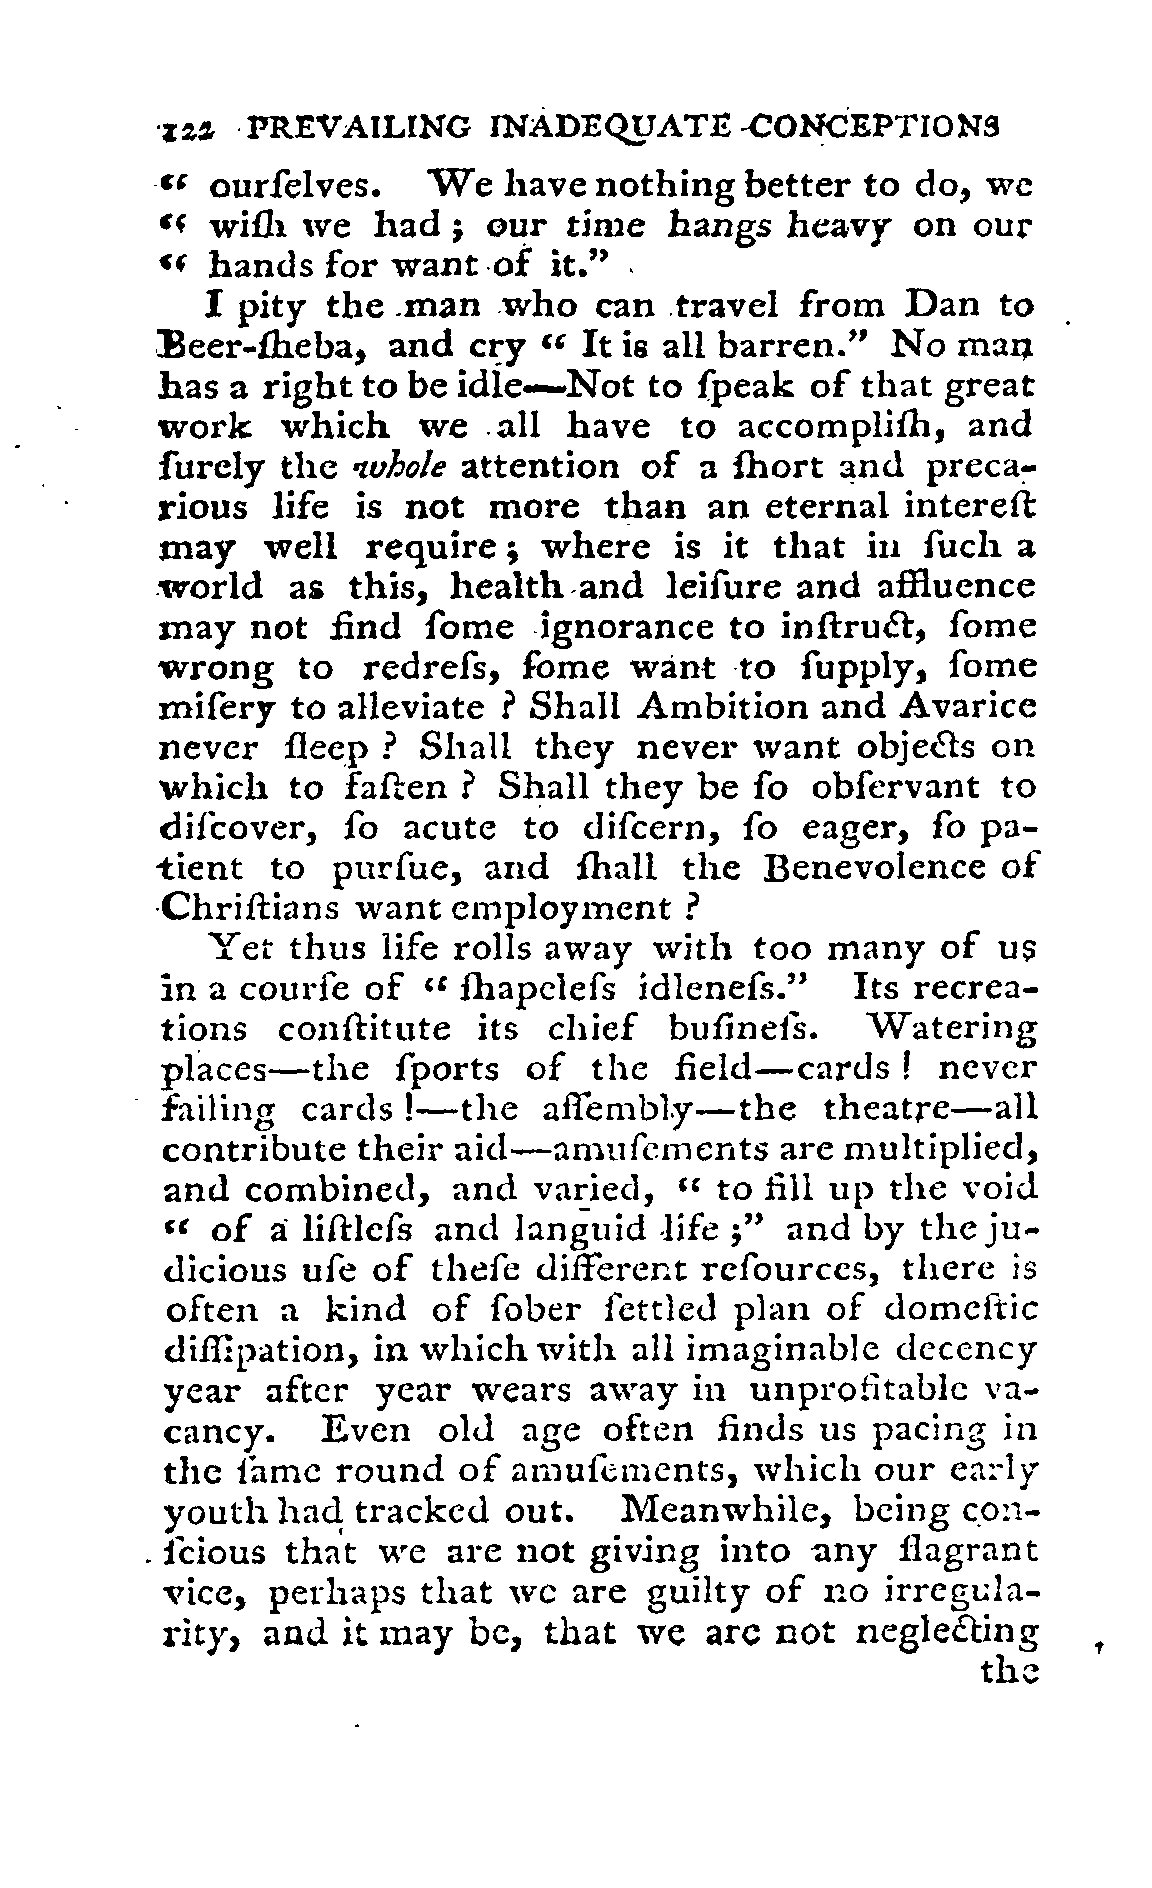 122 PREVAILING INADEQUATE CONCEPTIONS
“ ourſelves. We have nothing better to do, we
“ wiſh we had ; our time hangs heavy on our
“ hands for want of it.”
I pity the man who can travel from Dan to
Beer-ſheba, and cry “ It is all barren.” No man
has a right to be idle—Not to ſpeak of that great
work which we all have to accompliſh, and
ſurely the whole attention of a ſhort and preca-
rious life is not more than an eternal intereſt
may well require ; where is it that in ſuch a
world as this, health and leiſure and affluence
may not find ſome ignorance to inſtruct, ſome
wrong to redreſs, ſome want to ſupply, ſome
miſery to alleviate ? Shall Ambition and Avarice
never ſleep ? Shall they never want objects on
which to faſten ? Shall they be ſo obſervant to
diſcover, ſo acute to diſcern, ſo eager, ſo pa-
tient to purſue, and ſhall the Benevolence of
Chriſtians want employment ?
Yet thus life rolls away with too many of us
in a courſe of “ ſhapeleſs idleneſs.” Its recrea-
tions conſtitute its chief buſineſs. Watering
places—the ſports of the field—cards ! never
failing cards !—the aſſembly—the theatre—all
contribute their aid—amuſements are multiplied,
and combined, and varied, “ to fill up the void
“ of a liſtleſs and languid life ;” and by the ju-
dicious uſe of theſe different reſources, there is
often a kind of ſober ſettled plan of domeſtic
diſſipation, in which with all imaginable decency
year after year wears away in unprofitable va-
cancy. Even old age often finds us pacing in
the ſame round of amuſements, which our early
youth had tracked out. Meanwhile, being con-
ſcious that we are not giving into any flagrant
vice, perhaps that we are guilty of no irregula-
rity, and it may be, that we are not neglecting
the